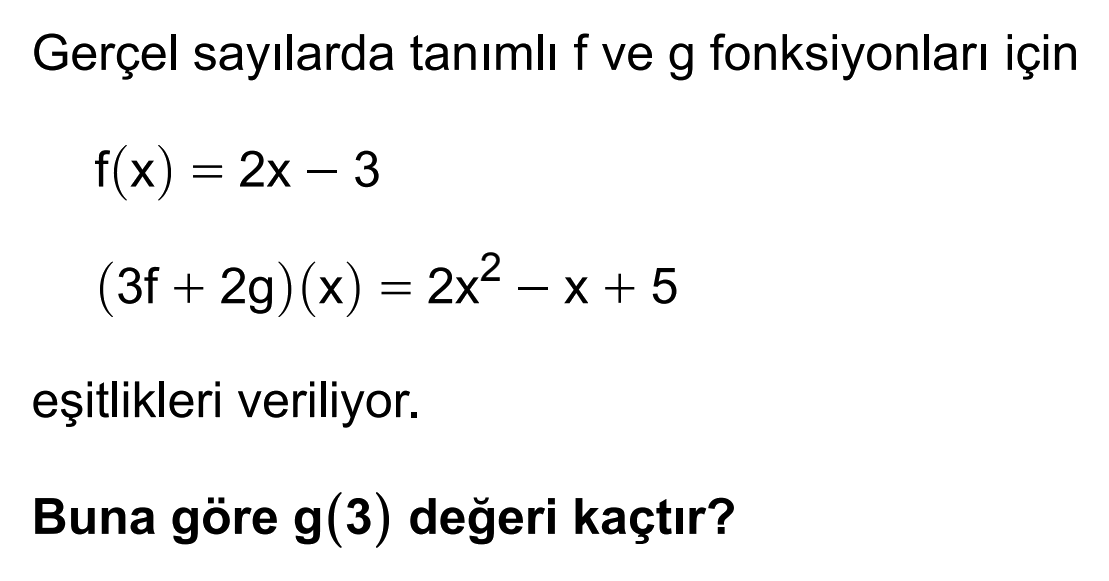 Gerçel sayılarda tanımlı f ve g fonksiyonları için
f(x) = 2x – 3
(3f + 2g)(x) = 2x² – x + 5
eşitlikleri veriliyor.
Buna göre g(3) değeri kaçtır?